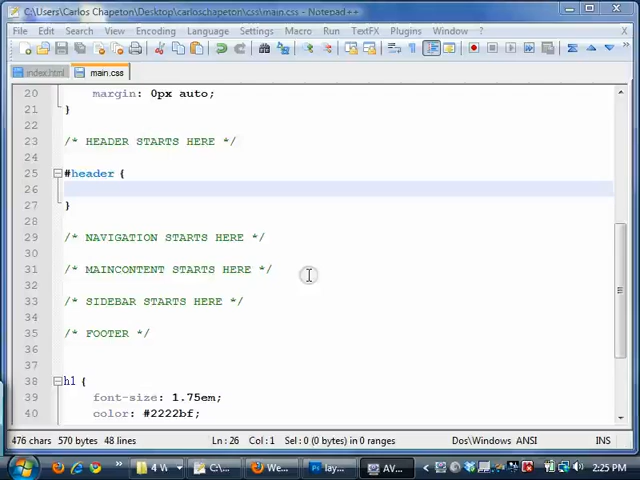 C:\Users\Carlos Chapeton\Desktop\carloschapeton\css\main.css - Notepad++
File Edit Search View Encoding Language Settings Macro Run TextFX Plugins Window ?
X
index.html main.css
20 margin: 0px auto;
21 }
22
23 /* HEADER STARTS HERE */
24
25 #header {
26
27 }
28
29 /* NAVIGATION STARTS HERE */
30
31 /* MAINCONTENT STARTS HERE */
32
33 /* SIDEBAR STARTS HERE */
34
35 /* FOOTER */
36
37
38 h1 {
39 font-size: 1.75em;
40 color: #2222bf;
476 chars 570 bytes 48 lines Ln : 26 Col : 1 Sel : 0 (0 bytes) in 0 ranges Dos\Windows ANSI INS
4 W C:\... We... lay... AV... 2:25 PM